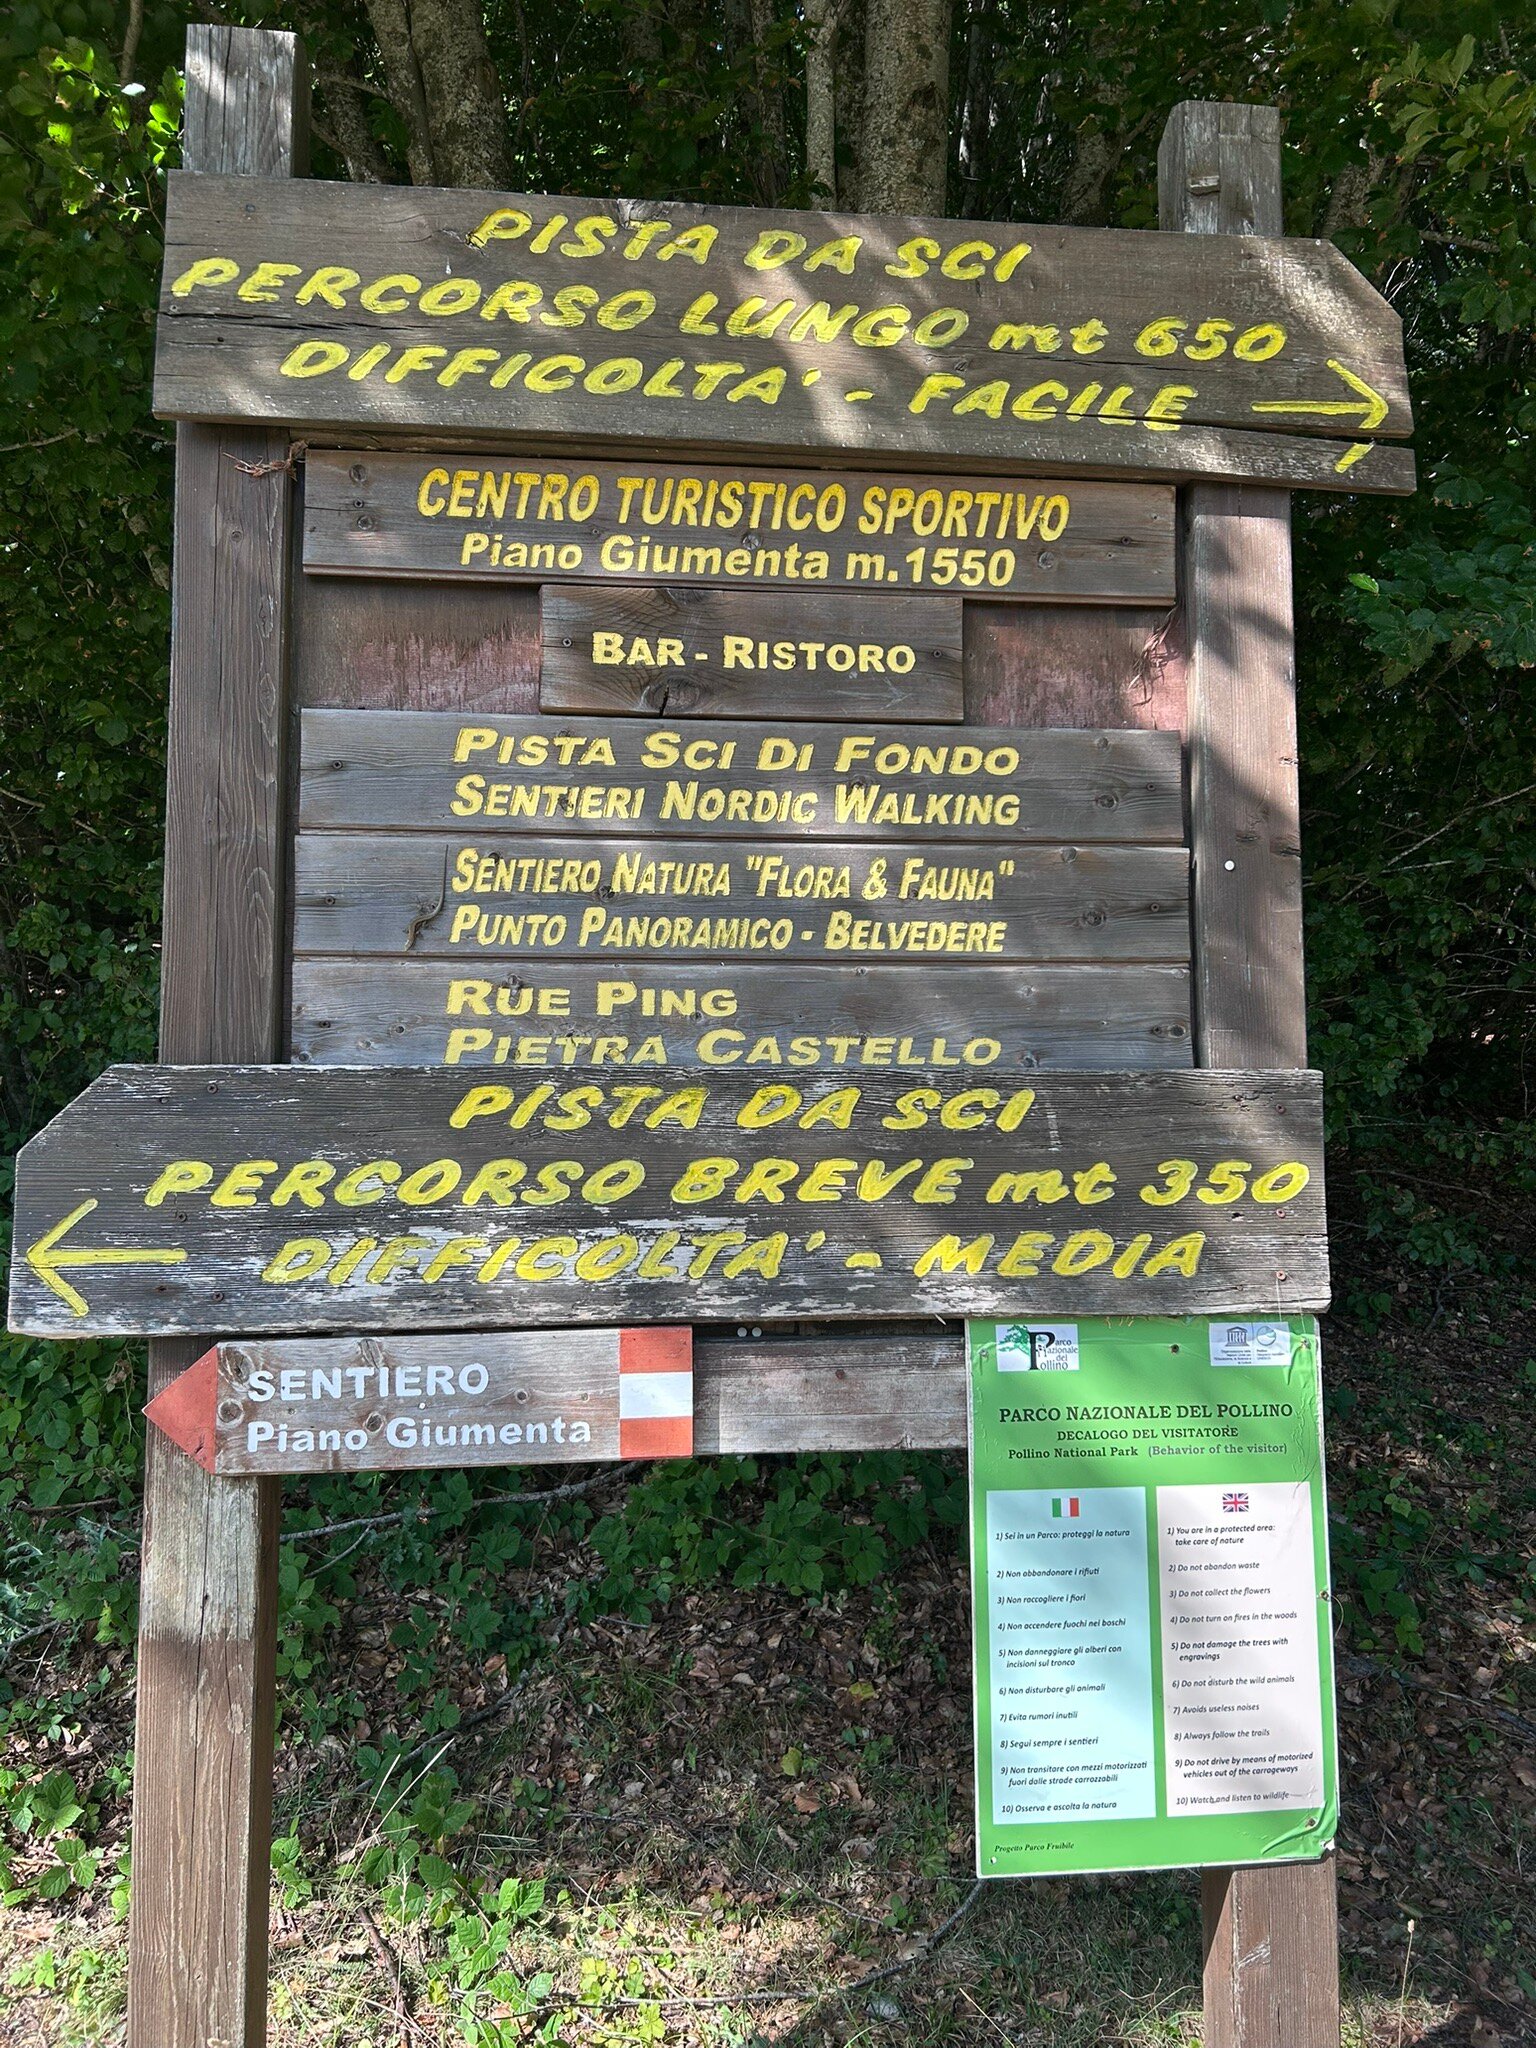 PISTA DA SCI
PERCORSO LUNGO mt 650
DIFFICOLTA' - FACILE
CENTRO TURISTICO SPORTIVO
Piano Giumenta m.1550
BAR - RISTORO
PISTA SCI DI FONDO
SENTIERI NORDIC WALKING
SENTIERO NATURA "FLORA & FAUNA"
PUNTO PANORAMICO - BELVEDERE
RUE PING
PIETRA CASTELLO
PISTA DA SCI
PERCORSO BREVE mt 350
DIFFICOLTA' - MEDIA
SENTIERO
Piano Giumenta
Parco
Nazionale
del
Pollino
PARCO NAZIONALE DEL POLLINO
DECALOGO DEL VISITATORE
Pollino National Park (Behavior of the visitor)
1) Sei in un Parco: proteggi la natura
2) Non abbandonare i rifiuti
3) Non raccogliere i fiori
4) Non accendere fuochi nei boschi
5) Non danneggiare gli alberi con
incisioni sul tronco
6) Non disturbare gli animali
7) Evita rumori inutili
8) Segui sempre i sentieri
9) Non transitare con mezzi motorizzati
fuori dalle strade carrozzabili
10) Osserva e ascolta la natura
1) You are in a protected area:
take care of nature
2) Do not abandon waste
3) Do not collect the flowers
4) Do not turn on fires in the woods
5) Do not damage the trees with
engravings
6) Do not disturb the wild animals
7) Avoids useless noises
8) Always follow the trails
9) Do not drive by means of motorized
vehicles out of the carrageways
10) Watch and listen to wildlife
Progetto Parco Fruibile